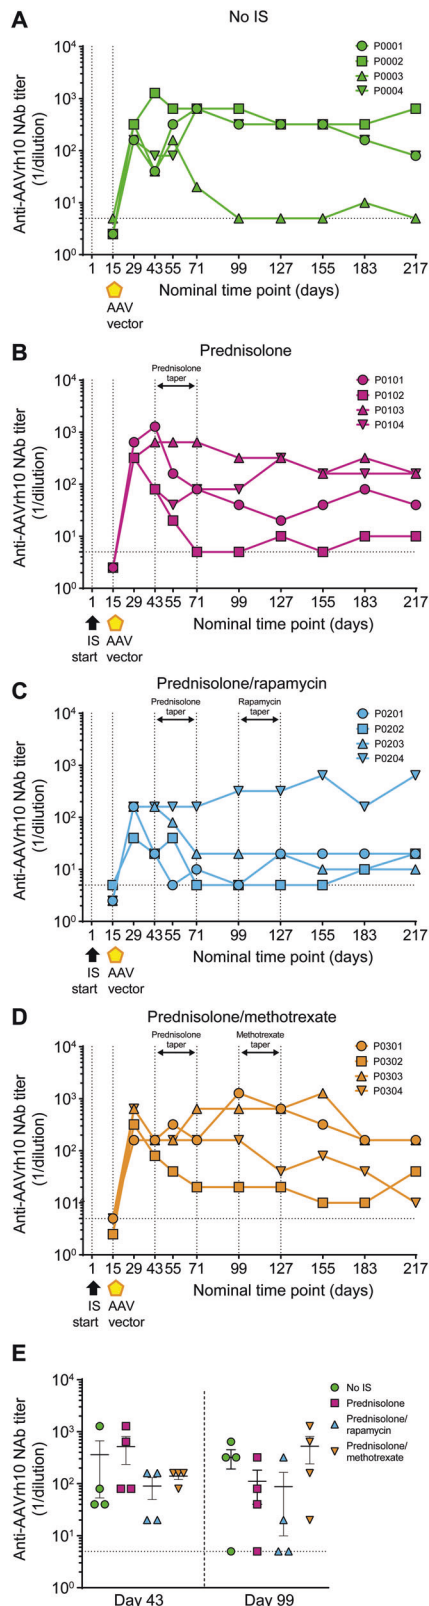 A
No IS
Anti-AAVrh10 NAb titer
(1/dilution)
10⁴
10³
10²
10¹
10⁰
P0001
P0002
P0003
P0004
1 15 29 43 55 71 99 127 155 183 217
Nominal time point (days)
AAV
vector
B
Prednisolone
Anti-AAVrh10 NAb titer
(1/dilution)
10⁴
10³
10²
10¹
10⁰
Prednisolone
taper
P0101
P0102
P0103
P0104
1 15 29 43 55 71 99 127 155 183 217
Nominal time point (days)
IS
start
AAV
vector
C
Prednisolone/rapamycin
Anti-AAVrh10 NAb titer
(1/dilution)
10⁴
10³
10²
10¹
10⁰
Prednisolone
taper
Rapamycin
taper
P0201
P0202
P0203
P0204
1 15 29 43 55 71 99 127 155 183 217
Nominal time point (days)
IS
start
AAV
vector
D
Prednisolone/methotrexate
Anti-AAVrh10 NAb titer
(1/dilution)
10⁴
10³
10²
101
10⁰
Prednisolone
taper
Methotrexate
taper
P0301
P0302
P0303
P0304
1 15 29 43 55 71 99 127 155 183 217
Nominal time point (days)
IS
start
AAV
vector
E
Anti-AAVrh10 NAb titer
(1/dilution)
10⁴
10³
10²
10¹
10⁰
No IS
Prednisolone
Prednisolone/
rapamycin
Prednisolone/
methotrexate
Day 43
Day 99